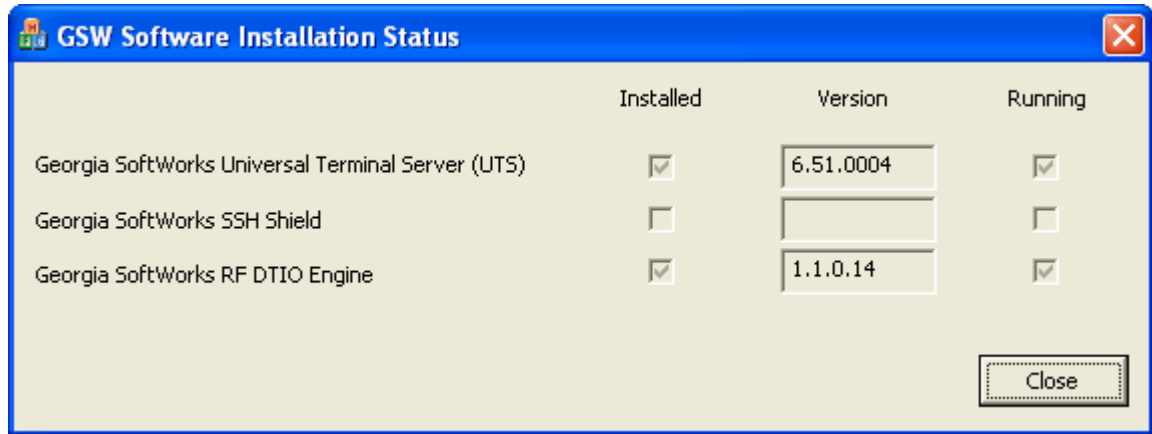 GSW Software Installation Status
Installed Version Running
Georgia SoftWorks Universal Terminal Server (UTS) 6.51.0004
Georgia SoftWorks SSH Shield
Georgia SoftWorks RF DTIO Engine 1.1.0.14
Close